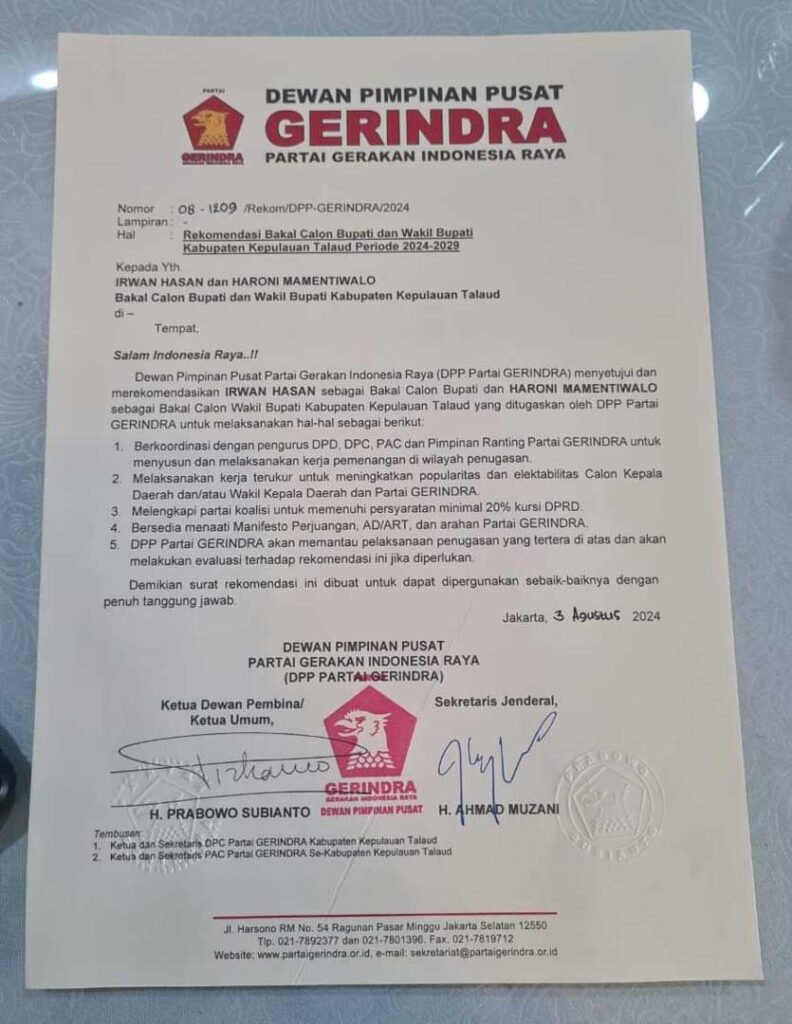 PARTAI
GERINDRA
GERAKAN INDONESIA RAYA
DEWAN PIMPINAN PUSAT
GERINDRA
PARTAI GERAKAN INDONESIA RAYA
Nomor : 08 - 1209 /Rekom/DPP-GERINDRA/2024
Lampiran : -
Hal : Rekomendasi Bakal Calon Bupati dan Wakil Bupati
Kabupaten Kepulauan Talaud Periode 2024-2029
Kepada Yth.
IRWAN HASAN dan HARONI MAMENTIWALO
Bakal Calon Bupati dan Wakil Bupati Kabupaten Kepulauan Talaud
di –
Tempat,
Salam Indonesia Raya..!!
Dewan Pimpinan Pusat Partai Gerakan Indonesia Raya (DPP Partai GERINDRA) menyetujui dan
merekomendasikan IRWAN HASAN sebagai Bakal Calon Bupati dan HARONI MAMENTIWALO
sebagai Bakal Calon Wakil Bupati Kabupaten Kepulauan Talaud yang ditugaskan oleh DPP Partai
GERINDRA untuk melaksanakan hal-hal sebagai berikut:
1. Berkoordinasi dengan pengurus DPD, DPC, PAC dan Pimpinan Ranting Partai GERINDRA untuk
menyusun dan melaksanakan kerja pemenangan di wilayah penugasan.
2. Melaksanakan kerja terukur untuk meningkatkan popularitas dan elektabilitas Calon Kepala
Daerah dan/atau Wakil Kepala Daerah dan Partai GERINDRA.
3. Melengkapi partai koalisi untuk memenuhi persyaratan minimal 20% kursi DPRD.
4. Bersedia menaati Manifesto Perjuangan, AD/ART, dan arahan Partai GERINDRA.
5. DPP Partai GERINDRA akan memantau pelaksanaan penugasan yang tertera di atas dan akan
melakukan evaluasi terhadap rekomendasi ini jika diperlukan.
Demikian surat rekomendasi ini dibuat untuk dapat dipergunakan sebaik-baiknya dengan
penuh tanggung jawab.
Jakarta, 3 Agustus 2024
DEWAN PIMPINAN PUSAT
PARTAI GERAKAN INDONESIA RAYA
(DPP PARTAI GERINDRA)
Ketua Dewan Pembina/
Ketua Umum,
Sekretaris Jenderal,
GERINDRA
GERAKAN INDONESIA RAYA
DEWAN PIMPINAN PUSAT
H. PRABOWO SUBIANTO
H. AHMAD MUZANI
PRABOWO
SUBIANTO
Tembusan:
1. Ketua dan Sekretaris DPC Partai GERINDRA Kabupaten Kepulauan Talaud
2. Ketua dan Sekretaris PAC Partai GERINDRA Se-Kabupaten Kepulauan Talaud
Jl. Harsono RM No. 54 Ragunan Pasar Minggu Jakarta Selatan 12550
Tlp. 021-7892377 dan 021-7801396. Fax. 021-7819712
Website: www.partaigerindra.or.id, e-mail: sekretariat@partaigerindra.or.id